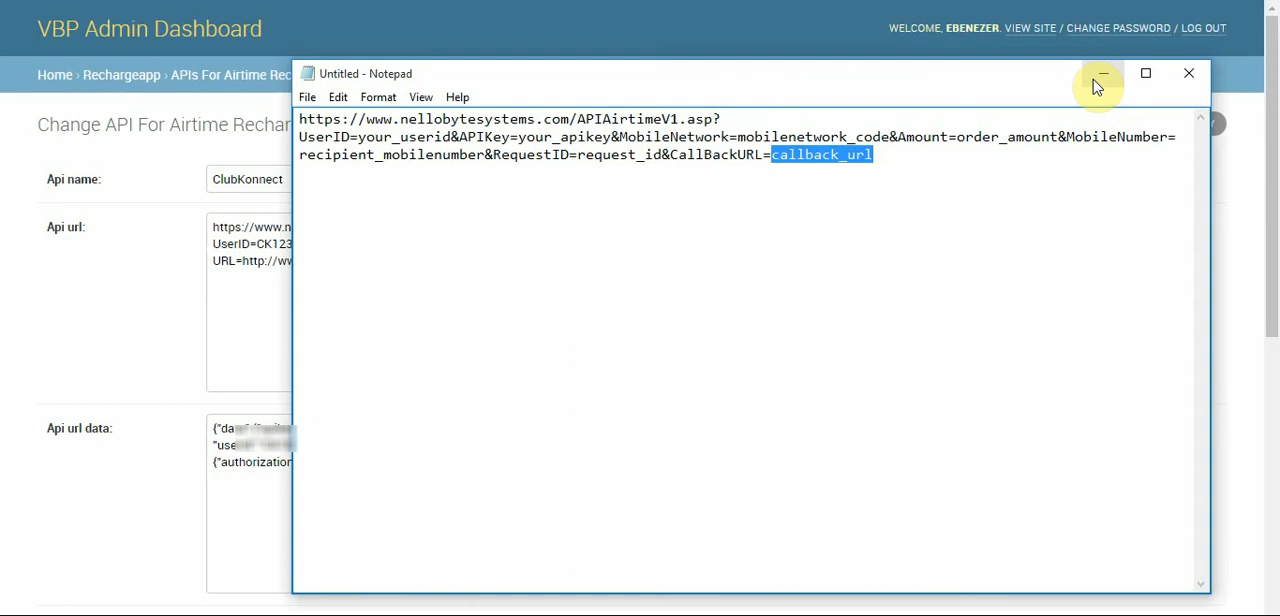 VBP Admin Dashboard
WELCOME, EBENEZER. VIEW SITE / CHANGE PASSWORD / LOG OUT
Home › Rechargeapp › APIs For Airtime Rec
Untitled - Notepad
File Edit Format View Help
https://www.nellobytesystems.com/APIAirtimeV1.asp?
UserID=your_userid&APIKey=your_apikey&MobileNetwork=mobilenetwork_code&Amount=order_amount&MobileNumber=
recipient_mobilenumber&RequestID=request_id&CallBackURL=callback_url
Change API For Airtime Rechar
Api name:
ClubKonnect
Api url:
https://www.n
UserID=CK123
URL=http://ww
Api url data:
{"da
"use
{"authorization